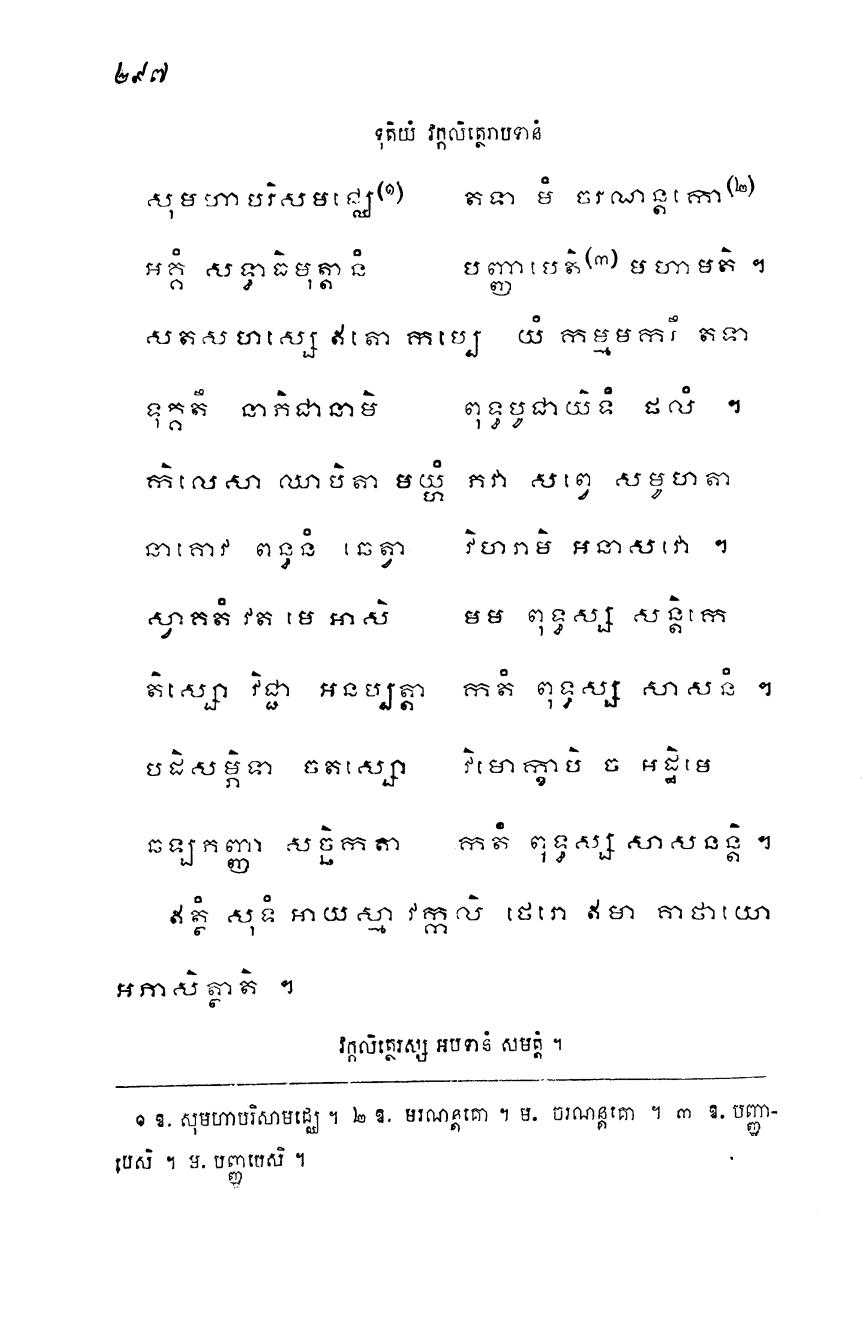 ២៩៧
ទុតិយំ វក្កលិត្ថេរាបទានំ
សុមហាបរិសមជ្ឈេ(១) តទា មំ ចរណន្តកោ(២)
អគ្គំ សទ្ធាធិមុត្តានំ បញ្ញាបេតិ(៣) មហាមតិ ។
សតសហស្សេ ឥតោ កប្បេ យំ កម្មមករឹ តទា
ទុគ្គតឹ នាភិជានាមិ ពុទ្ធបូជាយិទំ ផលំ ។
កិលេសា ឈាបិតា មយ្ហំ ភវា សព្វេ សមូហតា
នាគោវ ពន្ធនំ ឆេត្វា វិហរាមិ អនាសវោ ។
ស្វាគតំ វត មេ អាសិ មម ពុទ្ធស្ស សន្តិកេ
តិស្សោ វិជ្ជា អនប្បត្តា កតំ ពុទ្ធស្ស សាសនំ ។
បដិសម្ភិទា ចតស្សោ វិមោក្ខាបិ ច អដ្ឋិមេ
ឆឡភិញ្ញា សច្ឆិកតា កតំ ពុទ្ធស្ស សាសនន្តិ ។
ឥត្ថំ សុទំ អាយស្មា វក្កលិ ថេរោ ឥមា គាថាយោ
អភាសិត្ថាតិ ។
វក្កលិត្ថេរស្ស អបទានំ សមត្តំ ។
១ ឱ. សុមហាបរិសាមជ្ឈេ ។ ២ ឱ. មរណន្តគោ ។ ម. ចរណន្តគោ ។ ៣ ឱ. បញ្ញា-
បេសិ ។ ម. បញ្ញបេសិ ។